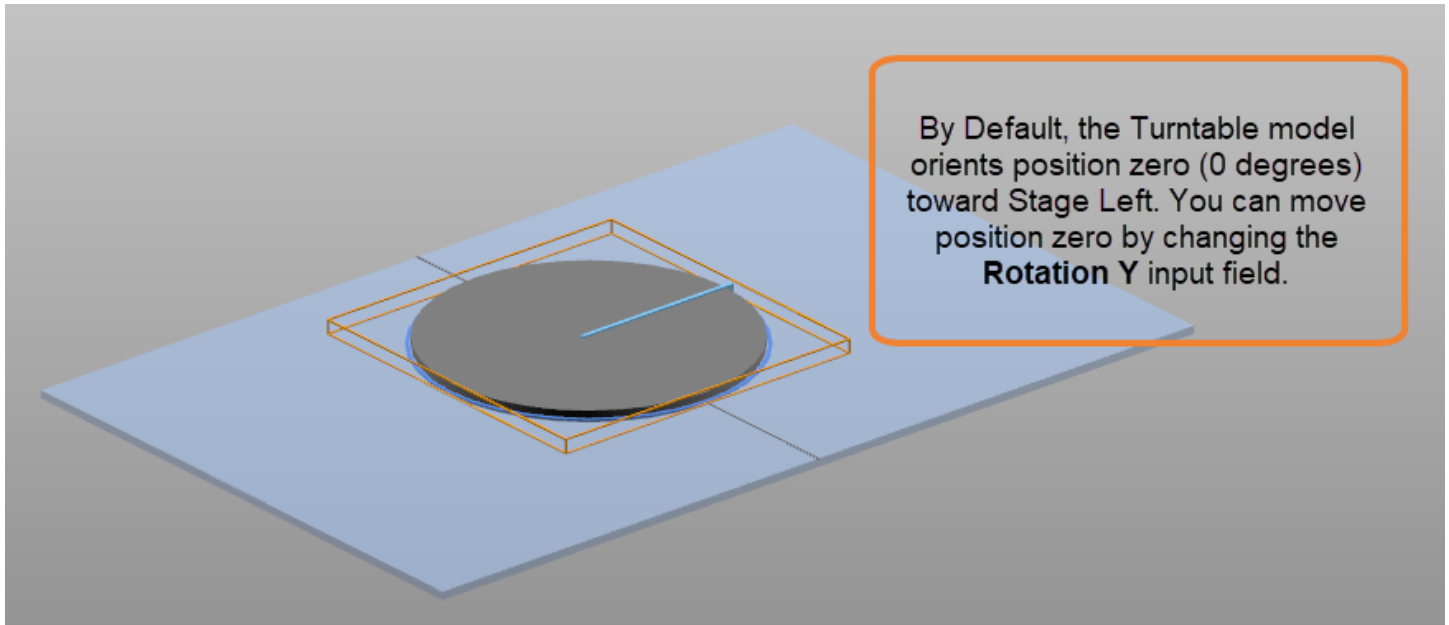 By Default, the Turntable model
orients position zero (0 degrees)
toward Stage Left. You can move
position zero by changing the
Rotation Y input field.